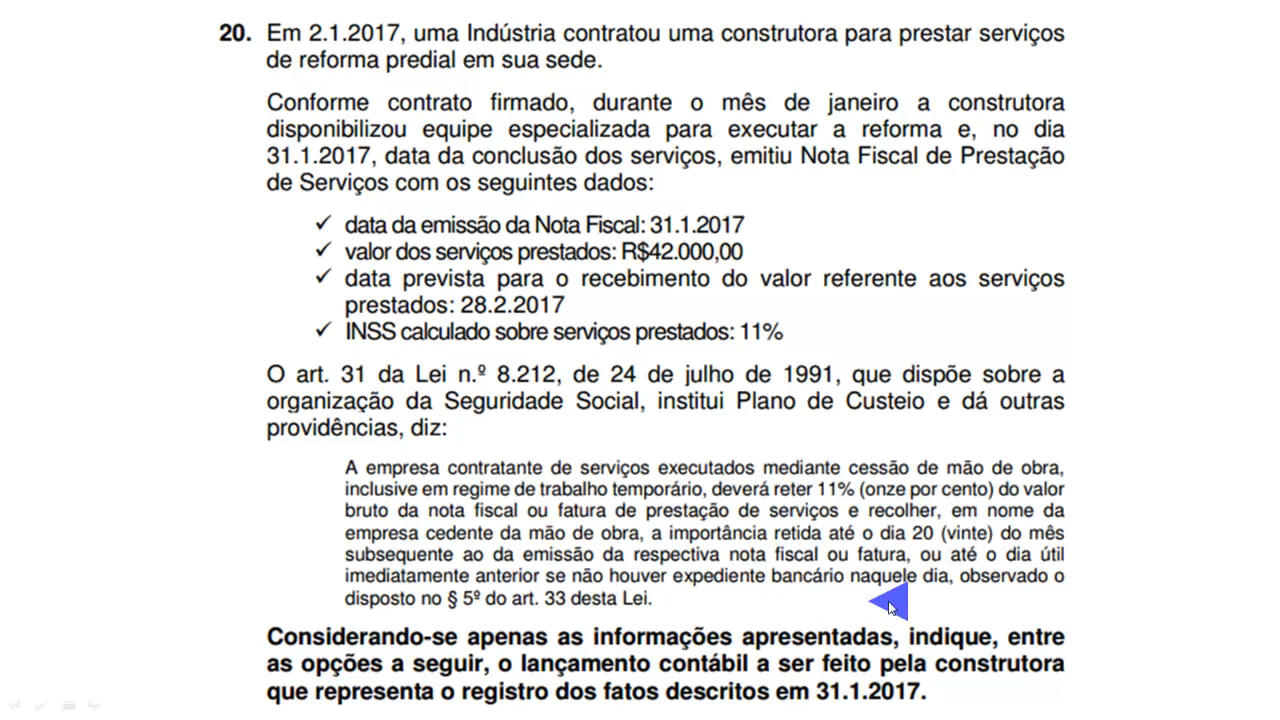 20. Em 2.1.2017, uma Indústria contratou uma construtora para prestar serviços
de reforma predial em sua sede.
Conforme contrato firmado, durante o mês de janeiro a construtora
disponibilizou equipe especializada para executar a reforma e, no dia
31.1.2017, data da conclusão dos serviços, emitiu Nota Fiscal de Prestação
de Serviços com os seguintes dados:
✓ data da emissão da Nota Fiscal: 31.1.2017
✓ valor dos serviços prestados: R$42.000,00
✓ data prevista para o recebimento do valor referente aos serviços
prestados: 28.2.2017
✓ INSS calculado sobre serviços prestados: 11%
O art. 31 da Lei n.º 8.212, de 24 de julho de 1991, que dispõe sobre a
organização da Seguridade Social, institui Plano de Custeio e dá outras
providências, diz:
A empresa contratante de serviços executados mediante cessão de mão de obra,
inclusive em regime de trabalho temporário, deverá reter 11% (onze por cento) do valor
bruto da nota fiscal ou fatura de prestação de serviços e recolher, em nome da
empresa cedente da mão de obra, a importância retida até o dia 20 (vinte) do mês
subsequente ao da emissão da respectiva nota fiscal ou fatura, ou até o dia útil
imediatamente anterior se não houver expediente bancário naquele dia, observado o
disposto no § 5º do art. 33 desta Lei.
Considerando-se apenas as informações apresentadas, indique, entre
as opções a seguir, o lançamento contábil a ser feito pela construtora
que representa o registro dos fatos descritos em 31.1.2017.